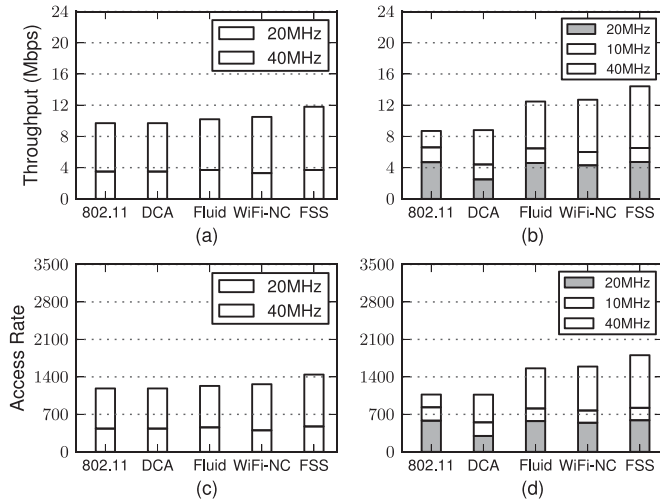 Throughput (Mbps)
24
20
16
12
8
4
0
20MHz
40MHz
802.11 DCA Fluid WiFi-NC FSS
(a)
24
20
16
12
8
4
0
20MHz
10MHz
40MHz
802.11 DCA Fluid WiFi-NC FSS
(b)
Access Rate
3500
2800
2100
1400
700
0
20MHz
40MHz
802.11 DCA Fluid WiFi-NC FSS
(c)
3500
2800
2100
1400
700
0
20MHz
10MHz
40MHz
802.11 DCA Fluid WiFi-NC FSS
(d)